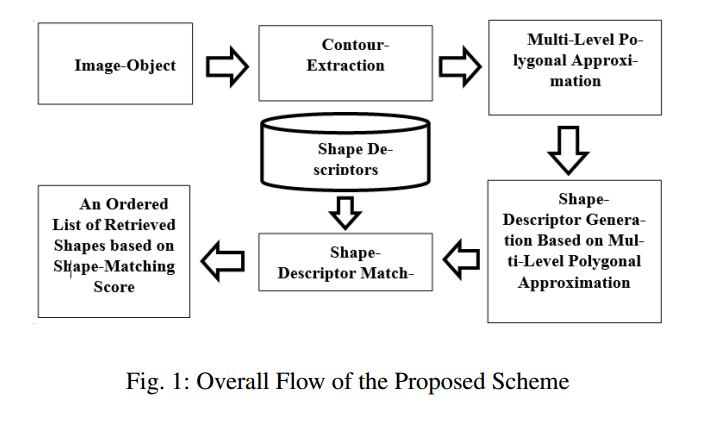 Image-Object
Contour-
Extraction
Multi-Level Po-
lygonal Approxi-
mation
Shape De-
scriptors
An Ordered
List of Retrieved
Shapes based on
Shape-Matching
Score
Shape-
Descriptor Match-
Shape-
Descriptor Genera-
tion Based on Mul-
ti-Level Polygonal
Approximation
Fig. 1: Overall Flow of the Proposed Scheme